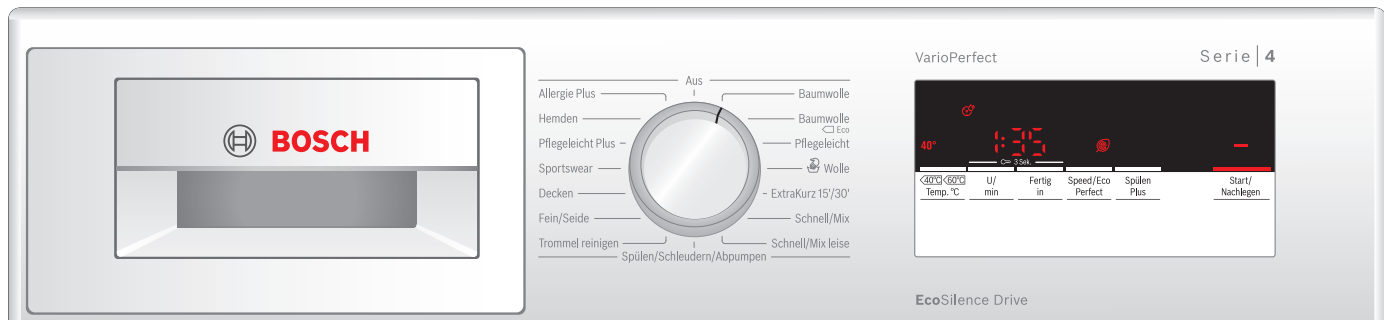 BOSCH
Aus
Allergie Plus
Hemden
Pflegeleicht Plus
Sportswear
Decken
Fein/Seide
Trommel reinigen
Baumwolle
Baumwolle
Eco
Pflegeleicht
Wolle
ExtraKurz 15'/30'
Schnell/Mix
Schnell/Mix leise
Spülen/Schleudern/Abpumpen
VarioPerfect
Serie | 4
40°
1:35
3 Sek.
40°C 60°C
Temp. °C
U/
min
Fertig
in
Speed/Eco
Perfect
Spülen
Plus
Start/
Nachlegen
EcoSilence Drive